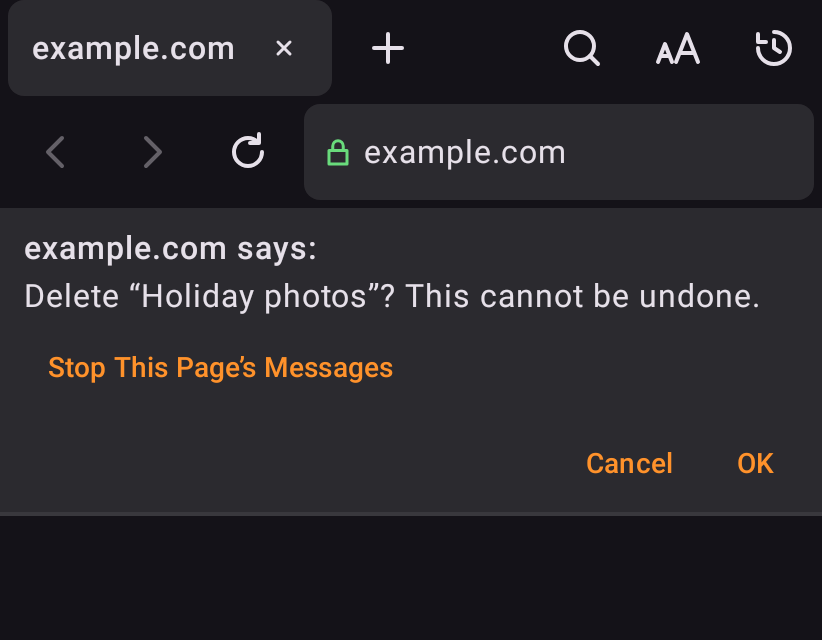 example.com
example.com
example.com says:
Delete “Holiday photos”? This cannot be undone.
Stop This Page’s Messages
Cancel OK